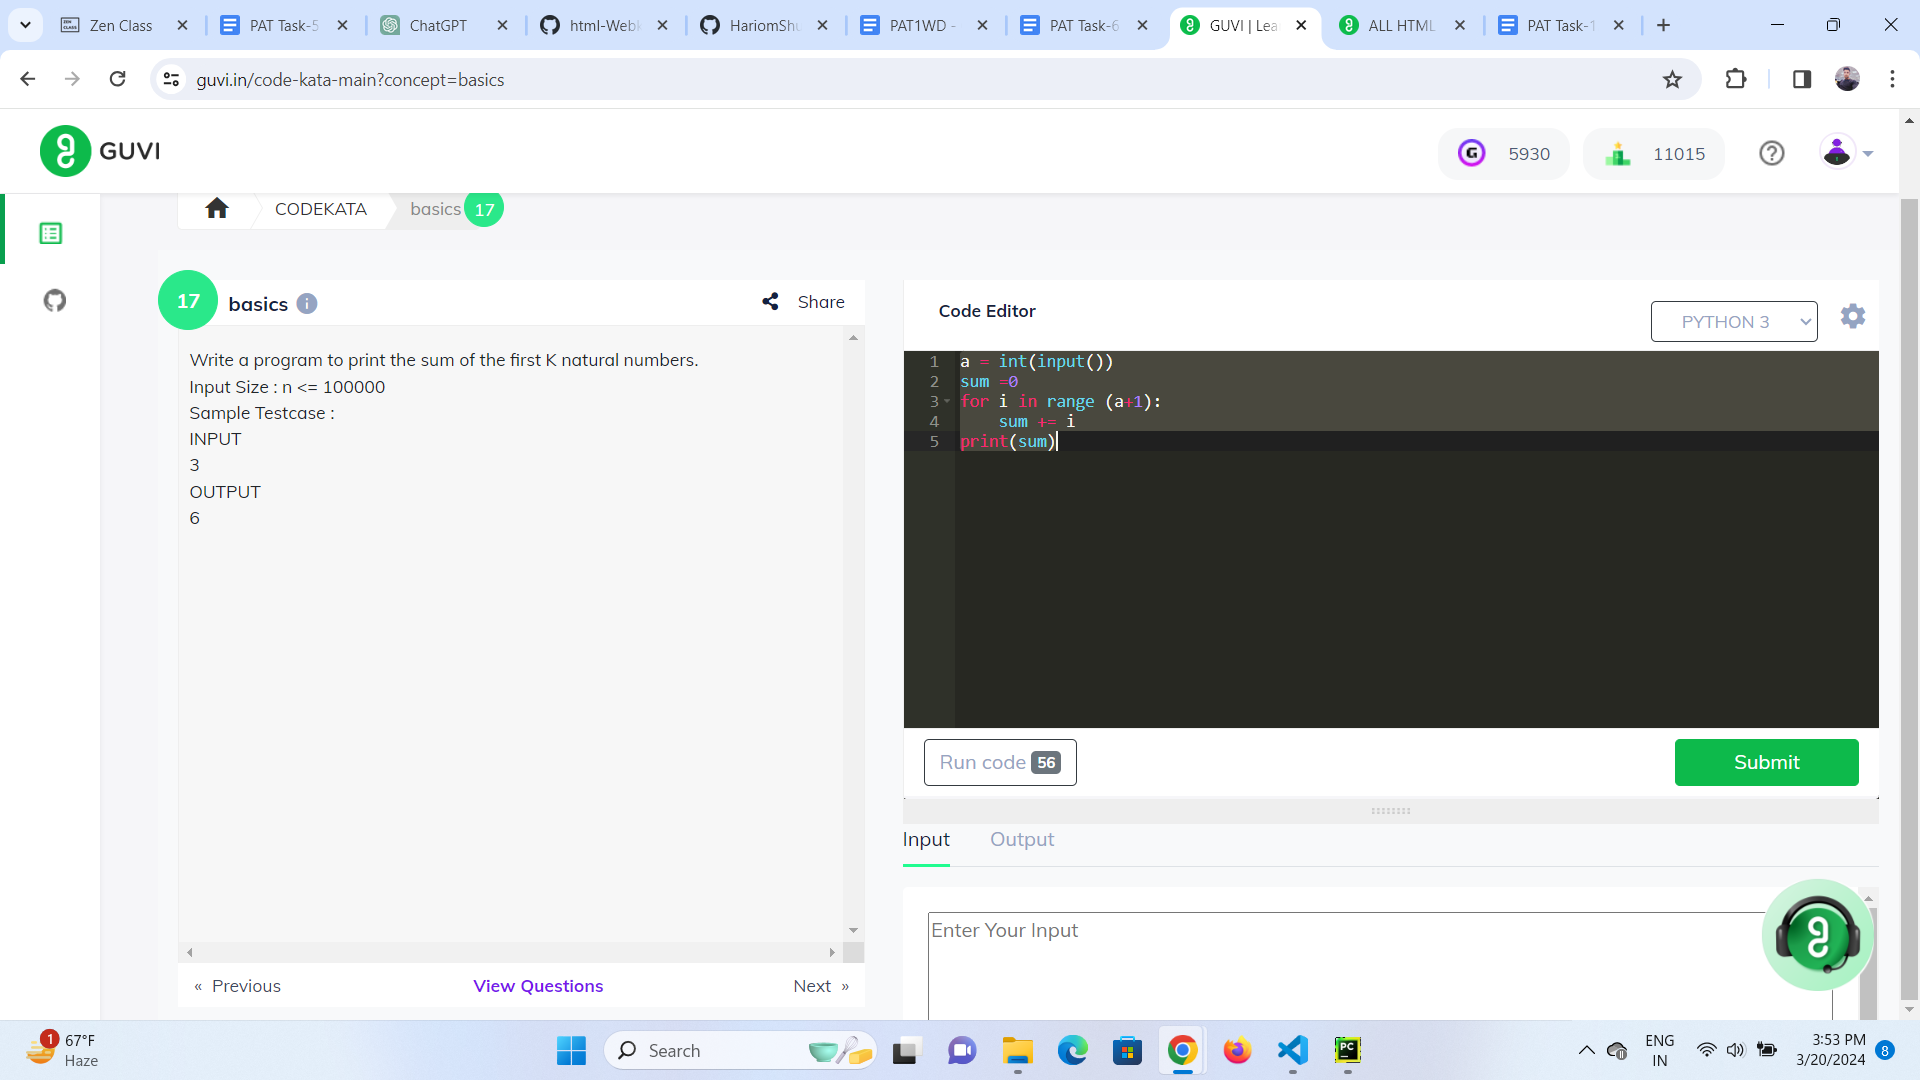 Zen Class
PAT Task-5
ChatGPT
html-Webk
HariomShu
PAT1WD -
PAT Task-6
GUVI | Lea
ALL HTML
PAT Task-1
guvi.in/code-kata-main?concept=basics
GUVI
G 5930
11015
CODEKATA
basics 17
17 basics
Share
Write a program to print the sum of the first K natural numbers.
Input Size : n <= 100000
Sample Testcase :
INPUT
3
OUTPUT
6
« Previous
View Questions
Next »
Code Editor
PYTHON 3
1 a = int(input())
2 sum =0
3 for i in range (a+1):
4 sum += i
5 print(sum)
Run code 56
Submit
Input
Output
Enter Your Input
1
67°F
Haze
Search
PC
ENG
IN
3:53 PM
3/20/2024
8